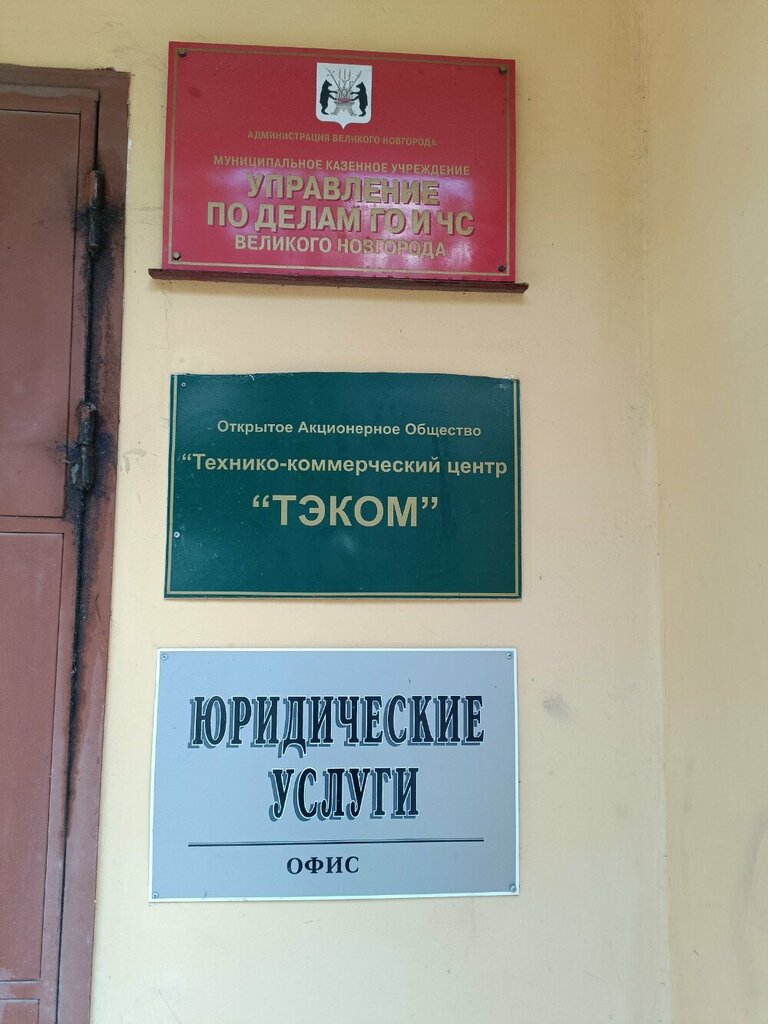 АДМИНИСТРАЦИЯ ВЕЛИКОГО НОВГОРОДА
МУНИЦИПАЛЬНОЕ КАЗЕННОЕ УЧРЕЖДЕНИЕ
УПРАВЛЕНИЕ
ПО ДЕЛАМ ГО И ЧС
ВЕЛИКОГО НОВГОРОДА
Открытое Акционерное Общество
“Технико-коммерческий центр
“ТЭКОМ”
ЮРИДИЧЕСКИЕ
УСЛУГИ
ОФИС